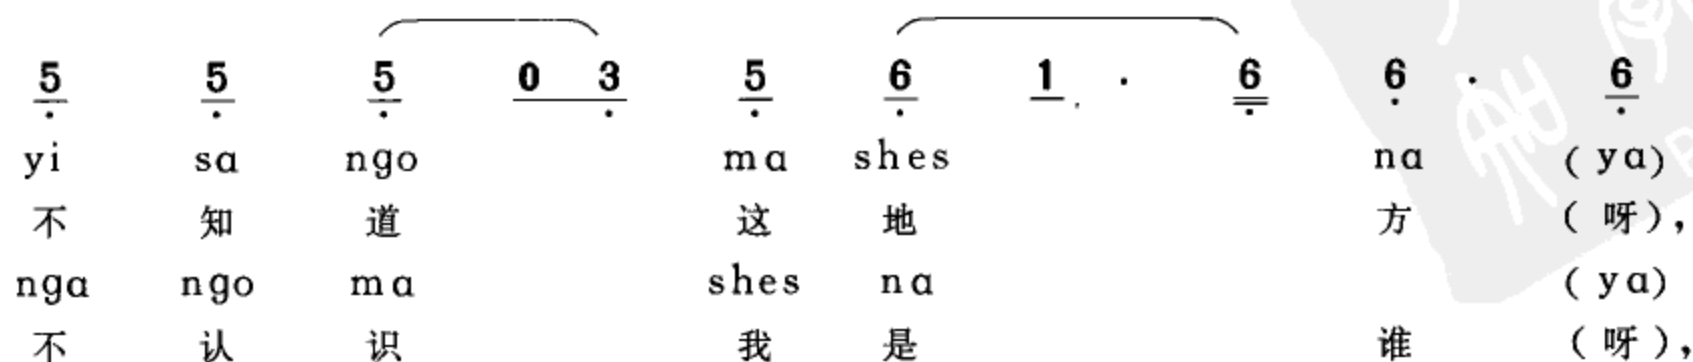 5 5 5 0 3 5 6 1 · 6 6 · 6
yi sa ngo ma shes na (ya)
不 知 道 这 地 方 (呀),
nga ngo ma shes na (ya)
不 认 识 我 是 谁 (呀),